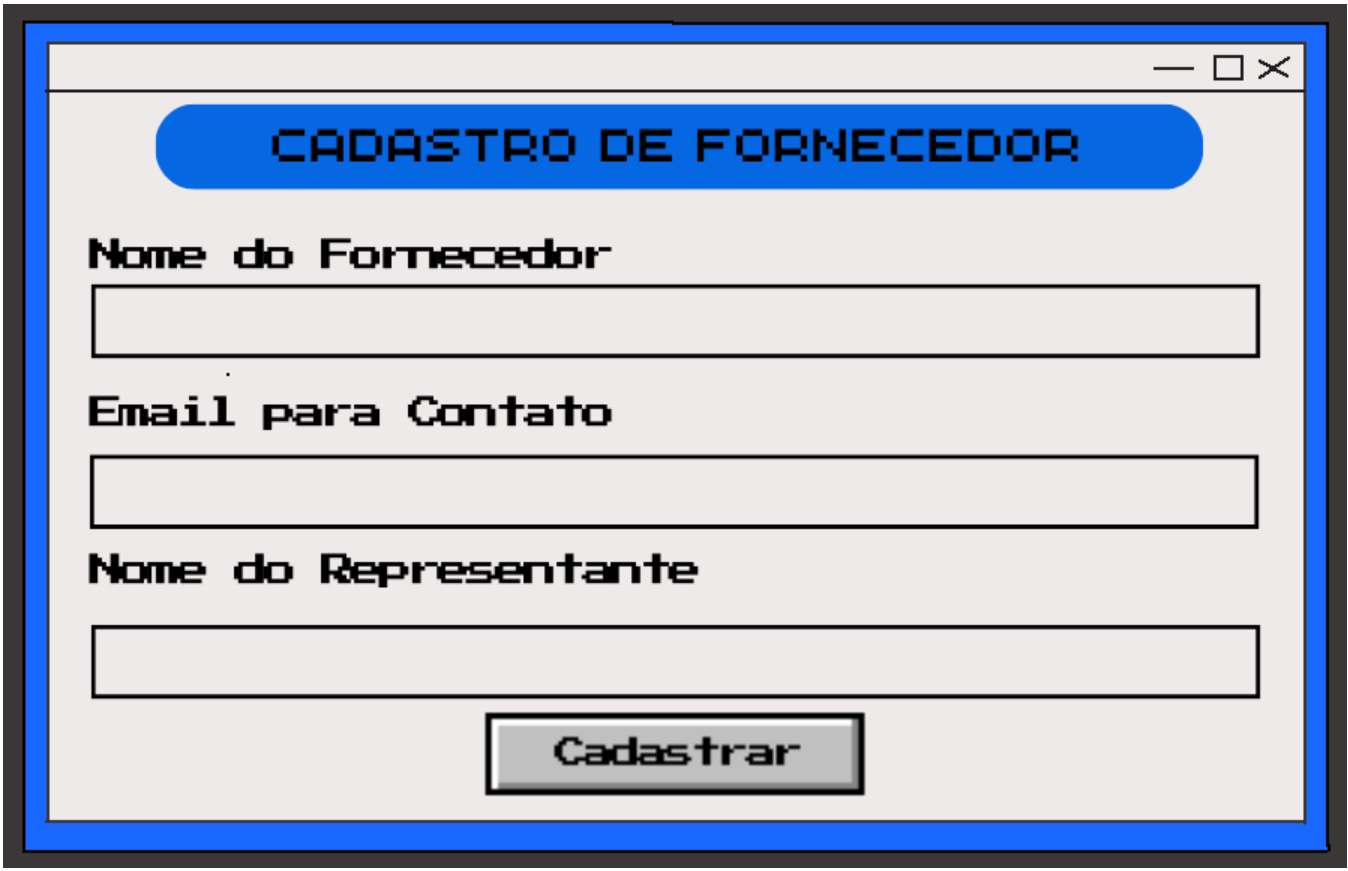 CADASTRO DE FORNECEDOR
Nome do Fornecedor
Email para Contato
Nome do Representante
Cadastrar